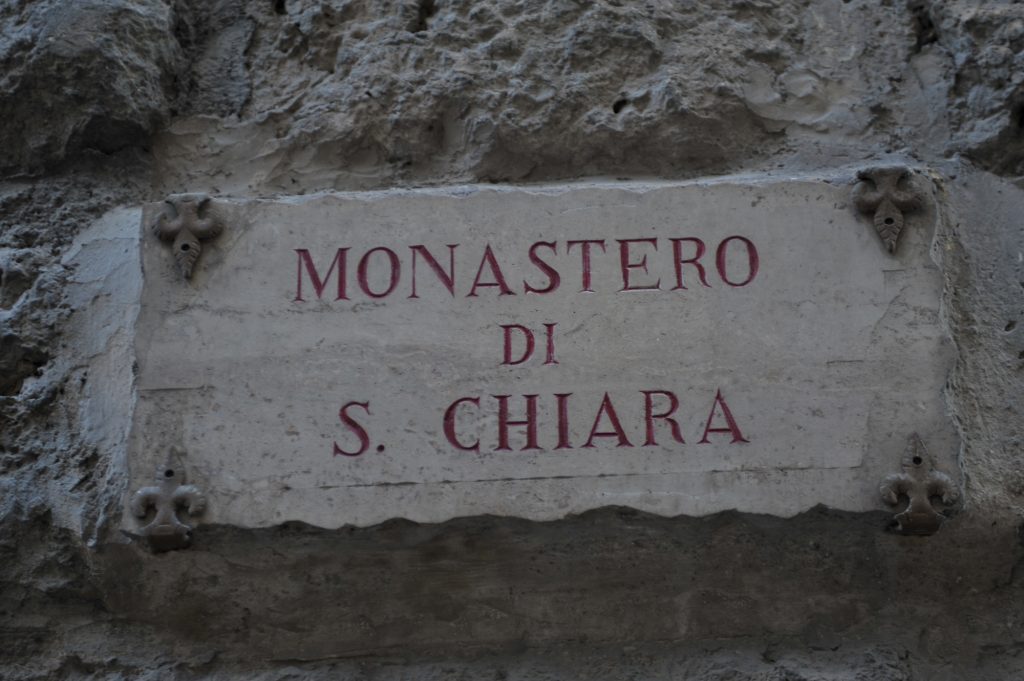 MONASTERO
DI
S. CHIARA